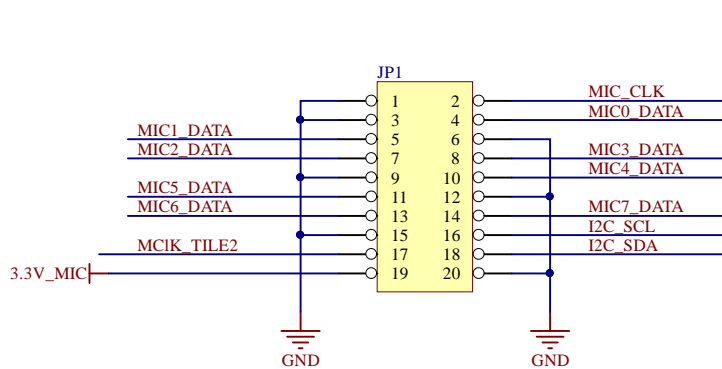 JP1
1 2 MIC_CLK
3 4 MIC0_DATA
MIC1_DATA 5 6
MIC2_DATA 7 8 MIC3_DATA
9 10 MIC4_DATA
MIC5_DATA 11 12
MIC6_DATA 13 14 MIC7_DATA
15 16 I2C_SCL
MClK_TILE2 17 18 I2C_SDA
3.3V_MIC 19 20
GND GND